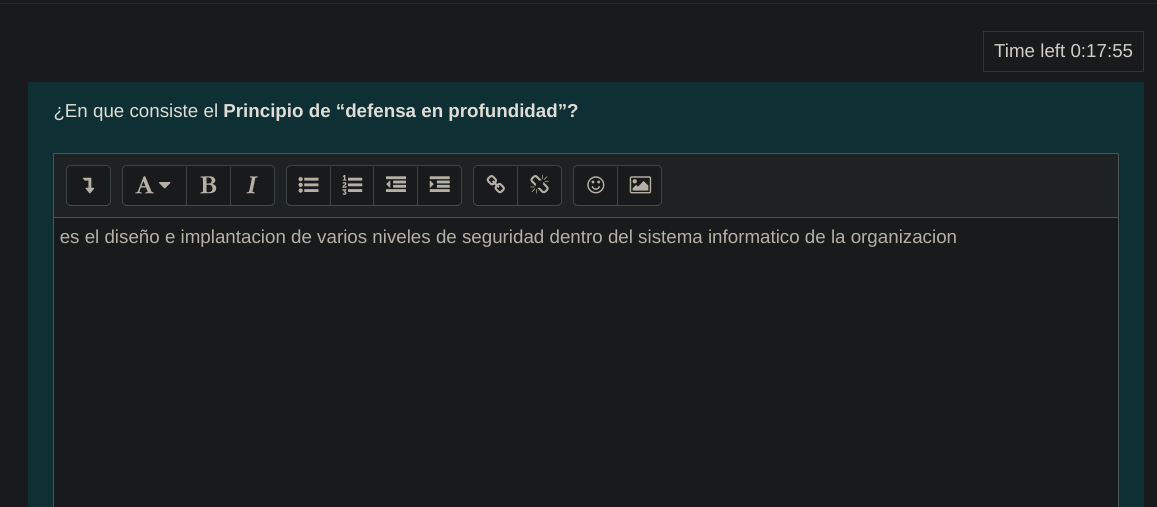 Time left 0:17:55
¿En que consiste el Principio de “defensa en profundidad”?
es el diseño e implantacion de varios niveles de seguridad dentro del sistema informatico de la organizacion